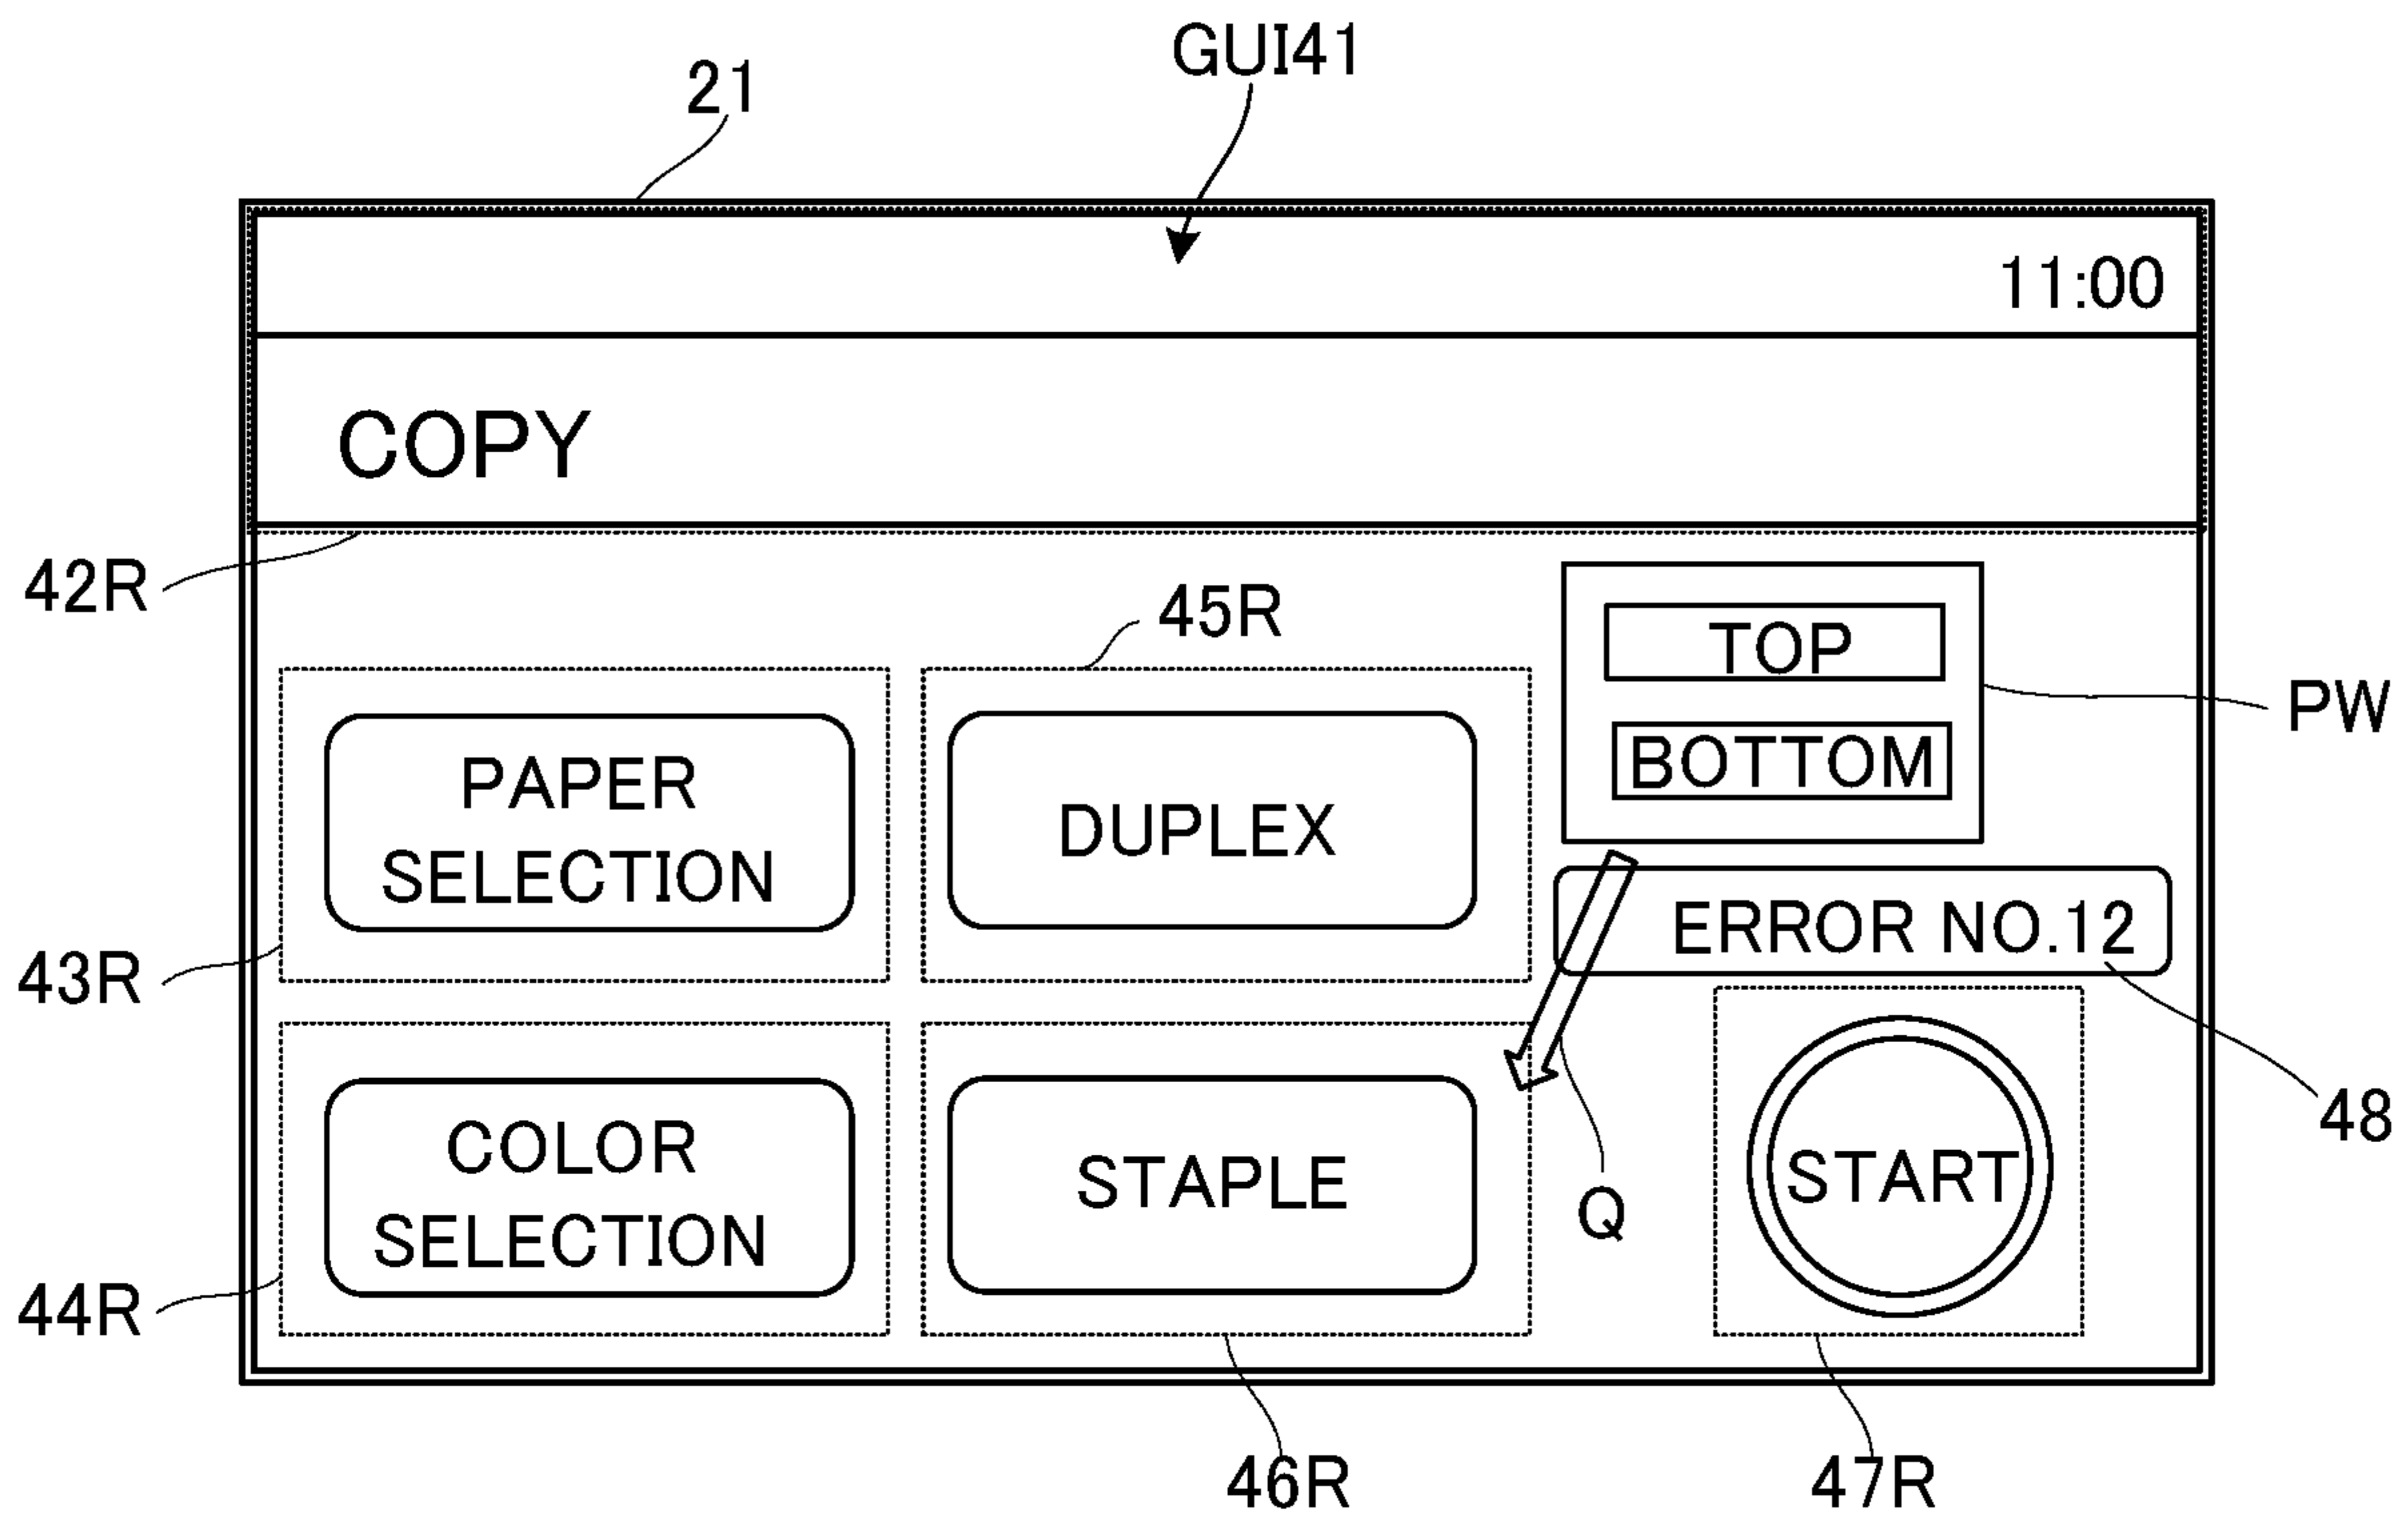 GUI41
21
11:00
COPY
42R
45R
TOP
PW
BOTTOM
PAPER
SELECTION
DUPLEX
ERROR NO.12
43R
48
COLOR
SELECTION
STAPLE
START
Q
44R
46R
47R